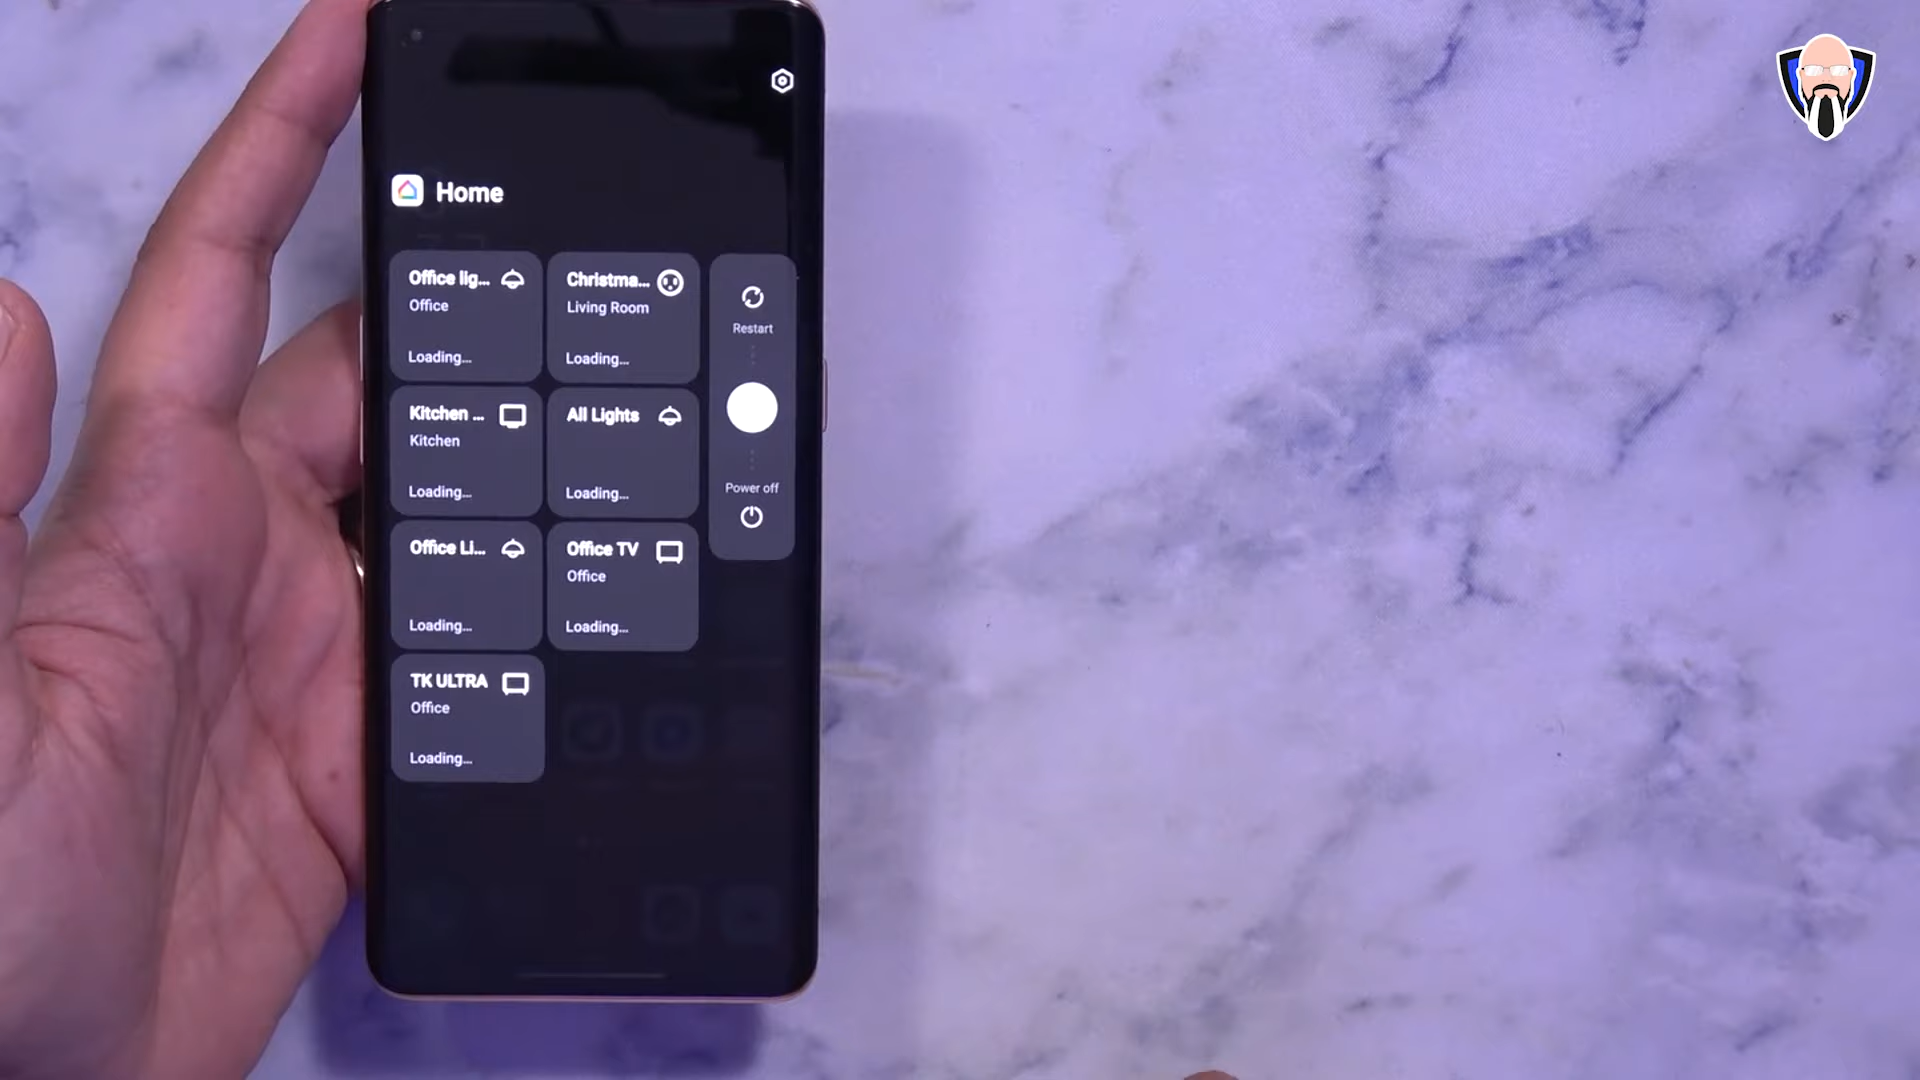 Home
Office lig...
Office
Loading...
Christma...
Living Room
Loading...
Restart
Kitchen ...
Kitchen
Loading...
All Lights
Loading...
Power off
Office Li...
Loading...
Office TV
Office
Loading...
TK ULTRA
Office
Loading...